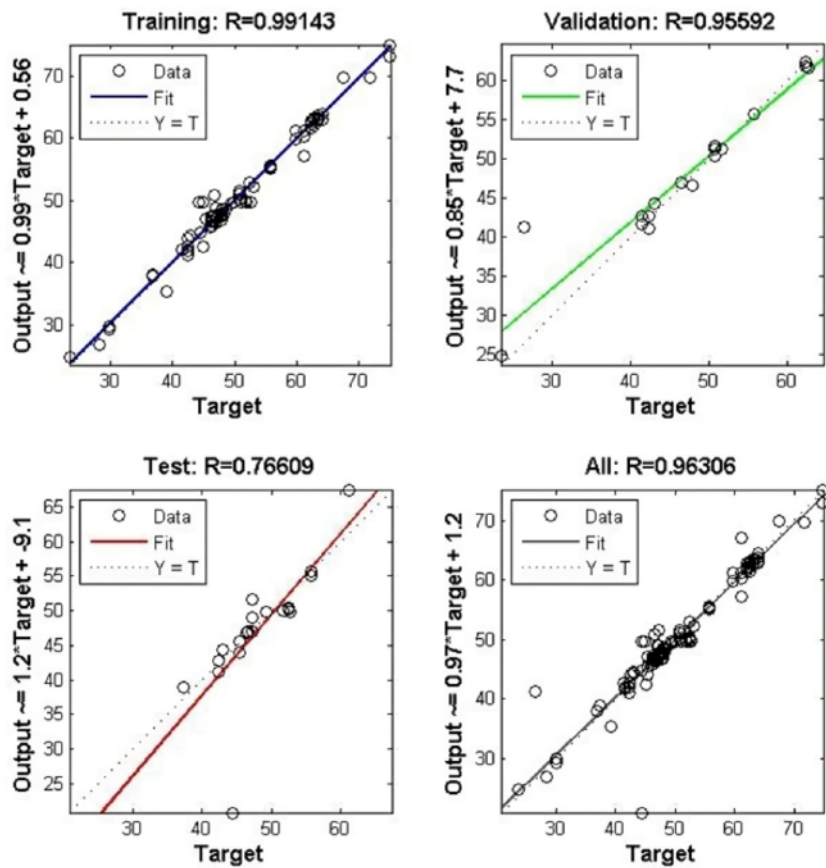 Training: R=0.99143
Output ~= 0.99*Target + 0.56
70
60
50
40
30
Data
Fit
Y = T
30
40
50
60
70
Target
Validation: R=0.95592
Output ~= 0.85*Target + 7.7
60
55
50
45
40
35
30
25
Data
Fit
Y = T
30
40
50
60
Target
Test: R=0.76609
Output ~= 1.2*Target + -9.1
65
60
55
50
45
40
35
30
25
Data
Fit
Y = T
30
40
50
60
Target
All: R=0.96306
Output ~= 0.97*Target + 1.2
70
60
50
40
30
Data
Fit
Y = T
30
40
50
60
70
Target